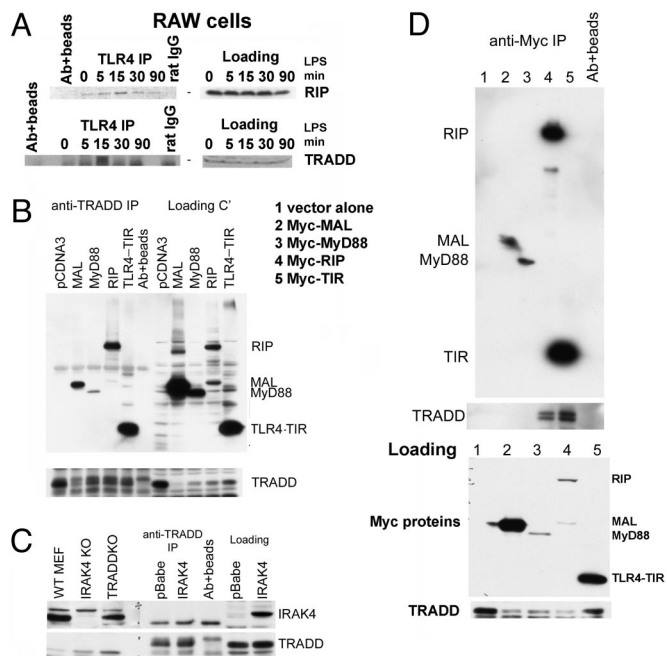 A
RAW cells
Ab+beads
TLR4 IP
rat IgG
Loading
LPS
0 5 15 30 90
0 5 15 30 90
min
-
RIP
Ab+beads
TLR4 IP
rat IgG
Loading
LPS
0 5 15 30 90
0 5 15 30 90
min
-
TRADD
B
anti-TRADD IP
Loading C'
pCDNA3
MAL
MyD88
RIP
TLR4-TIR
Ab+beads
pCDNA3
MAL
MyD88
RIP
TLR4-TIR
RIP
MAL
MyD88
TLR4-TIR
TRADD
1 vector alone
2 Myc-MAL
3 Myc-MyD88
4 Myc-RIP
5 Myc-TIR
C
WT MEF
IRAK4 KO
TRADDKO
anti-TRADD
IP
pBabe
IRAK4
Ab+beads
Loading
pBabe
IRAK4
IRAK4
TRADD
D
anti-Myc IP
Ab+beads
1 2 3 4 5
RIP
MAL
MyD88
TIR
TRADD
Loading 1 2 3 4 5
RIP
Myc proteins
MAL
MyD88
TLR4-TIR
TRADD